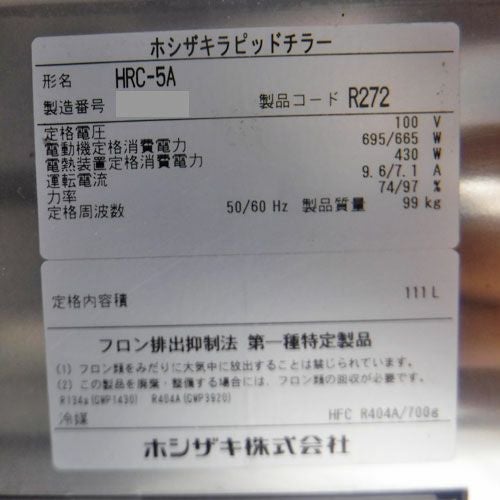 ホシザキラピッドチラー
形名 HRC-5A
製造番号 製品コード R272
定格電圧 100 V
電動機定格消費電力 695/665 W
電熱装置定格消費電力 430 W
運転電流 9.6/7.1 A
力率 74/97 %
定格周波数 50/60 Hz 製品質量 99 kg
定格内容積 111 L
フロン排出抑制法 第一種特定製品
(1) フロン類をみだりに大気中に放出することは禁じられています。
(2) この製品を廃棄・整備する場合には、フロン類の回収が必要です。
R134a(GWP1430) R404A(GWP3920)
冷媒 HFC R404A/700g
ホシザキ株式会社